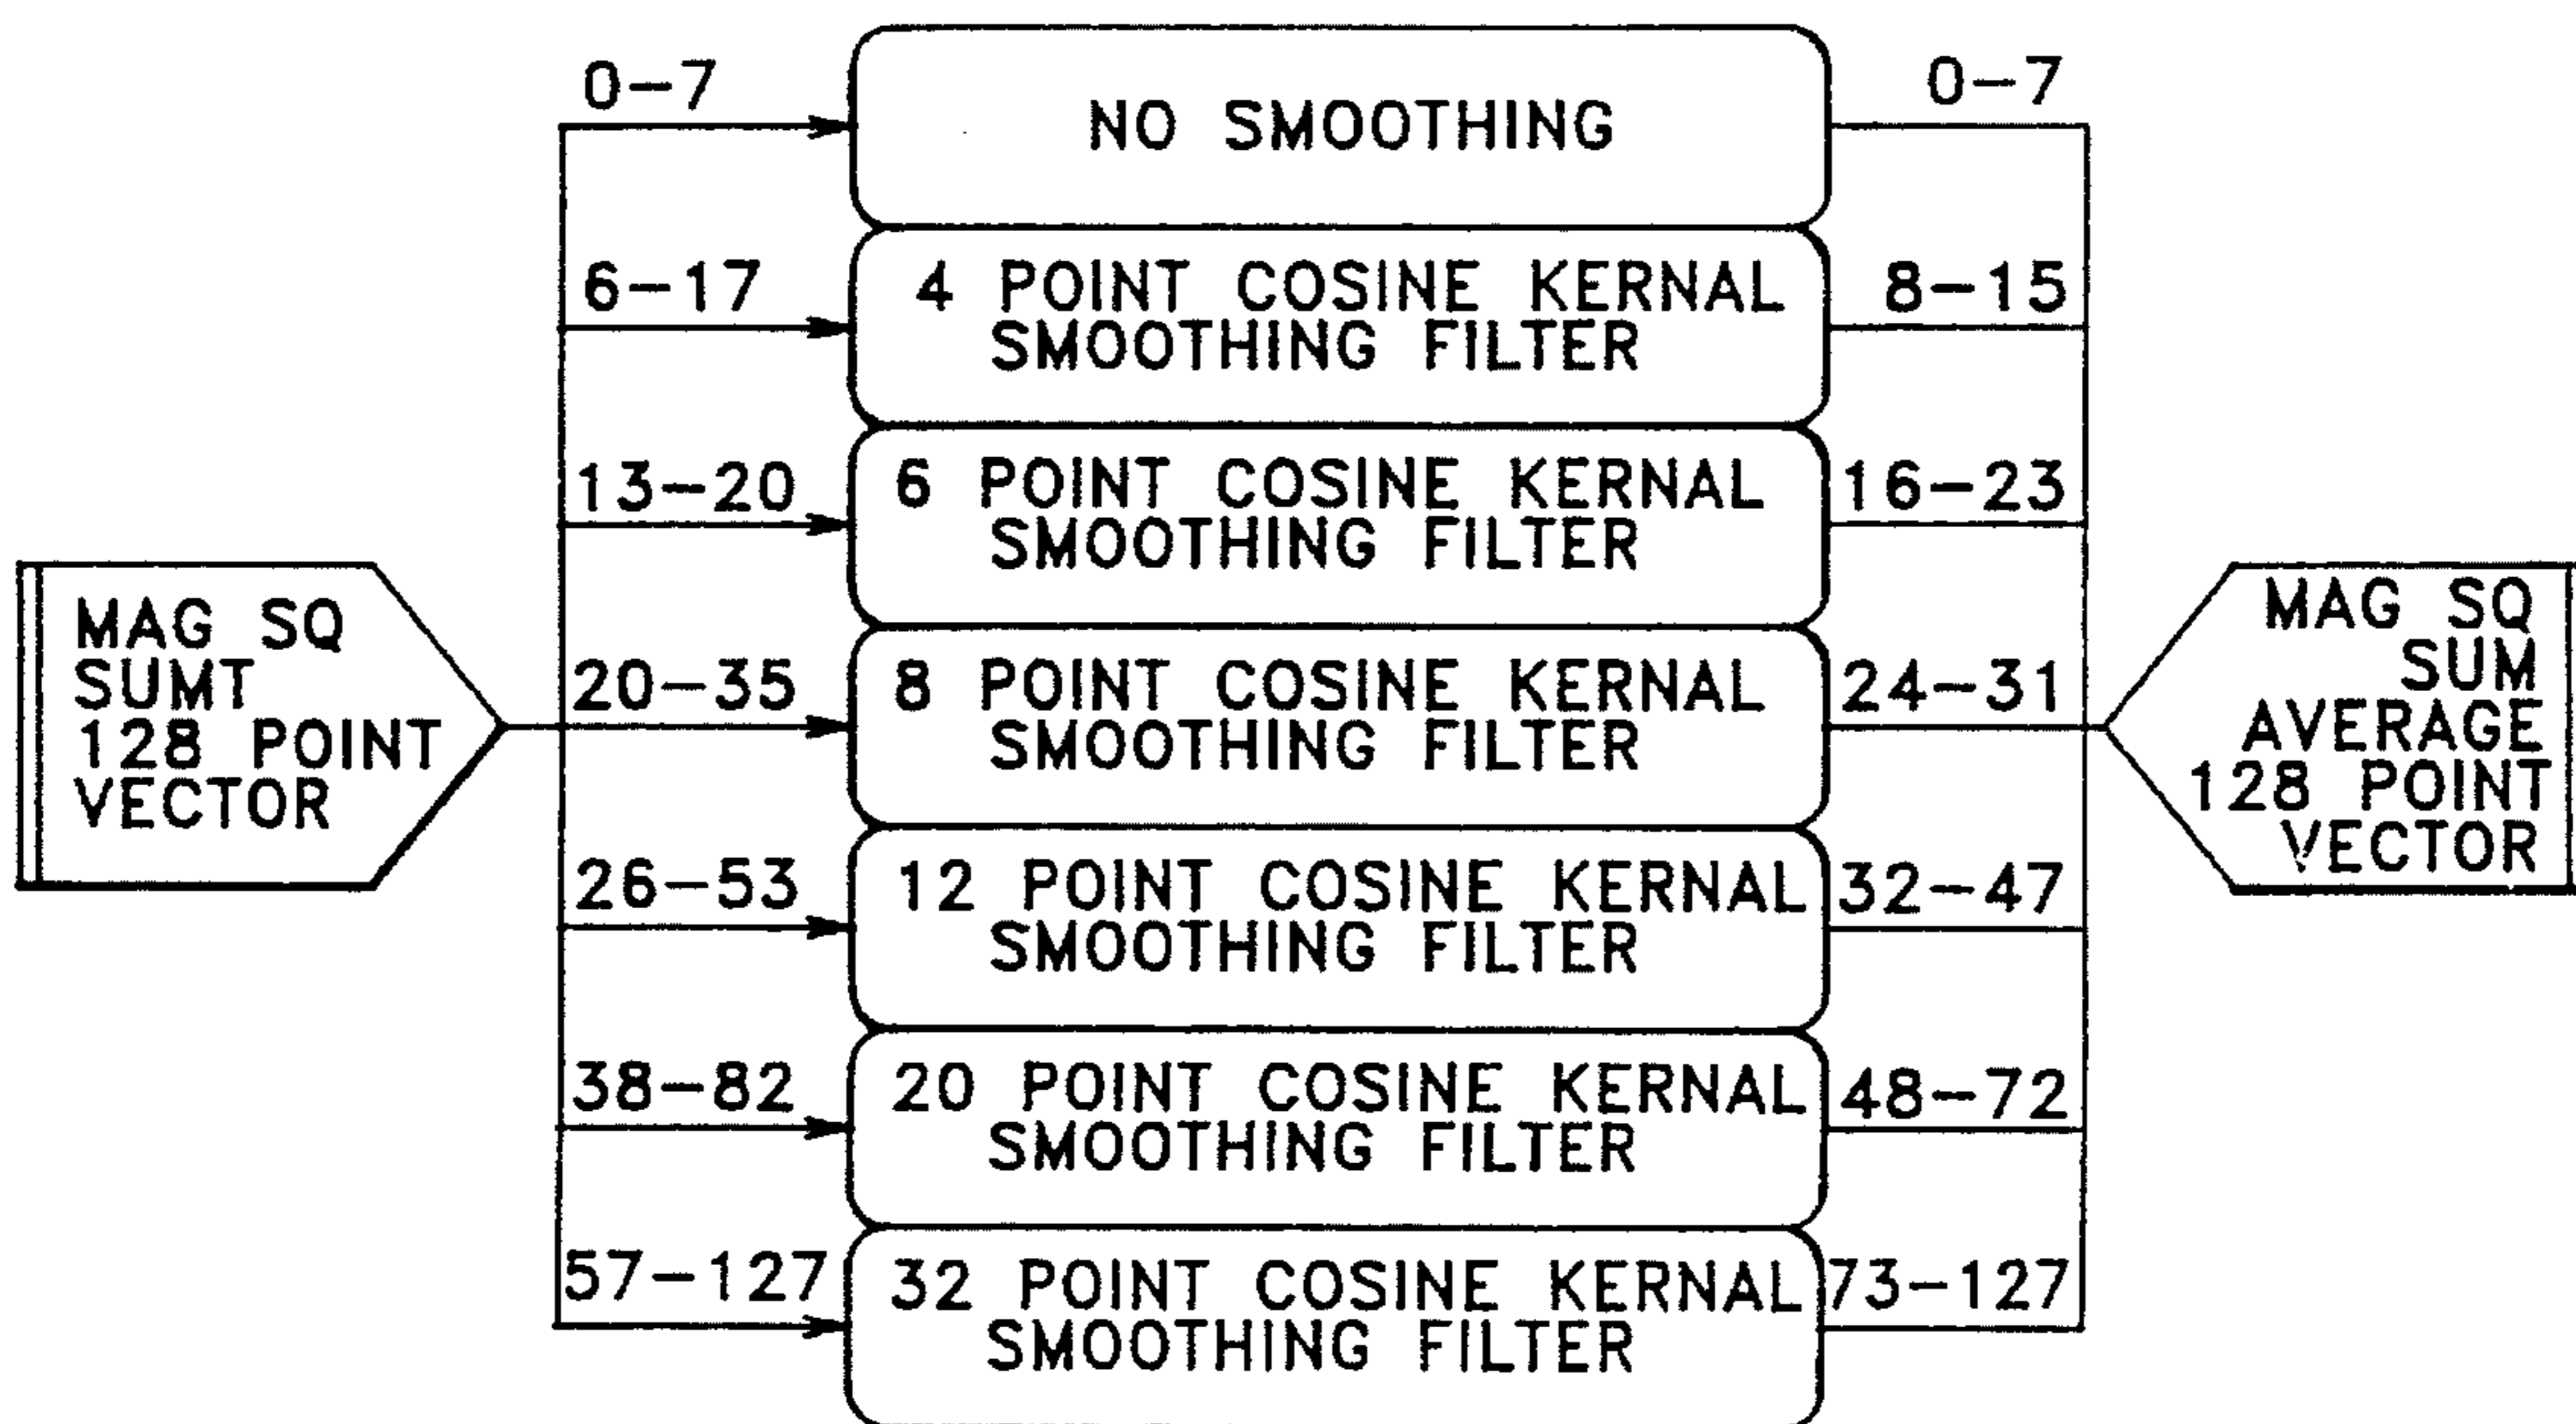 MAG SQ
SUMT
128 POINT
VECTOR
0-7
NO SMOOTHING
0-7
6-17
4 POINT COSINE KERNAL
SMOOTHING FILTER
8-15
13-20
6 POINT COSINE KERNAL
SMOOTHING FILTER
16-23
20-35
8 POINT COSINE KERNAL
SMOOTHING FILTER
24-31
26-53
12 POINT COSINE KERNAL
SMOOTHING FILTER
32-47
38-82
20 POINT COSINE KERNAL
SMOOTHING FILTER
48-72
57-127
32 POINT COSINE KERNAL
SMOOTHING FILTER
73-127
MAG SQ
SUM
AVERAGE
128 POINT
VECTOR